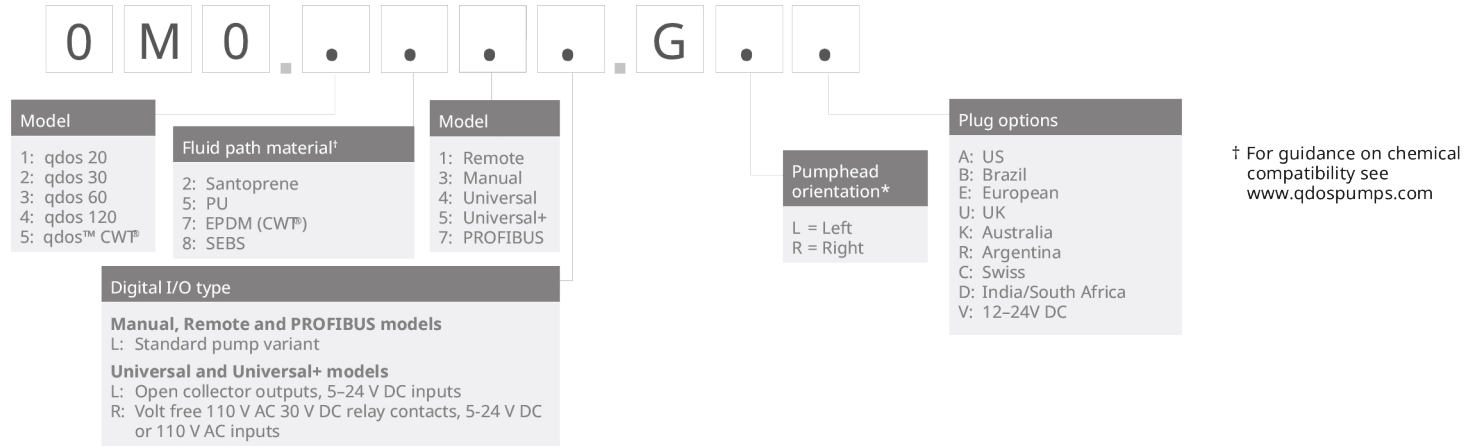 0 M 0 . . . . . . G . .
Model
1: qdos 20
2: qdos 30
3: qdos 60
4: qdos 120
5: qdos™ CWT®
Fluid path material†
2: Santoprene
5: PU
7: EPDM (CWT®)
8: SEBS
Model
1: Remote
3: Manual
4: Universal
5: Universal+
7: PROFIBUS
Digital I/O type
Manual, Remote and PROFIBUS models
L: Standard pump variant
Universal and Universal+ models
L: Open collector outputs, 5–24 V DC inputs
R: Volt free 110 V AC 30 V DC relay contacts, 5-24 V DC
or 110 V AC inputs
Pumphead
orientation*
L = Left
R = Right
Plug options
A: US
B: Brazil
E: European
U: UK
K: Australia
R: Argentina
C: Swiss
D: India/South Africa
V: 12–24V DC
† For guidance on chemical
compatibility see
www.qdospumps.com